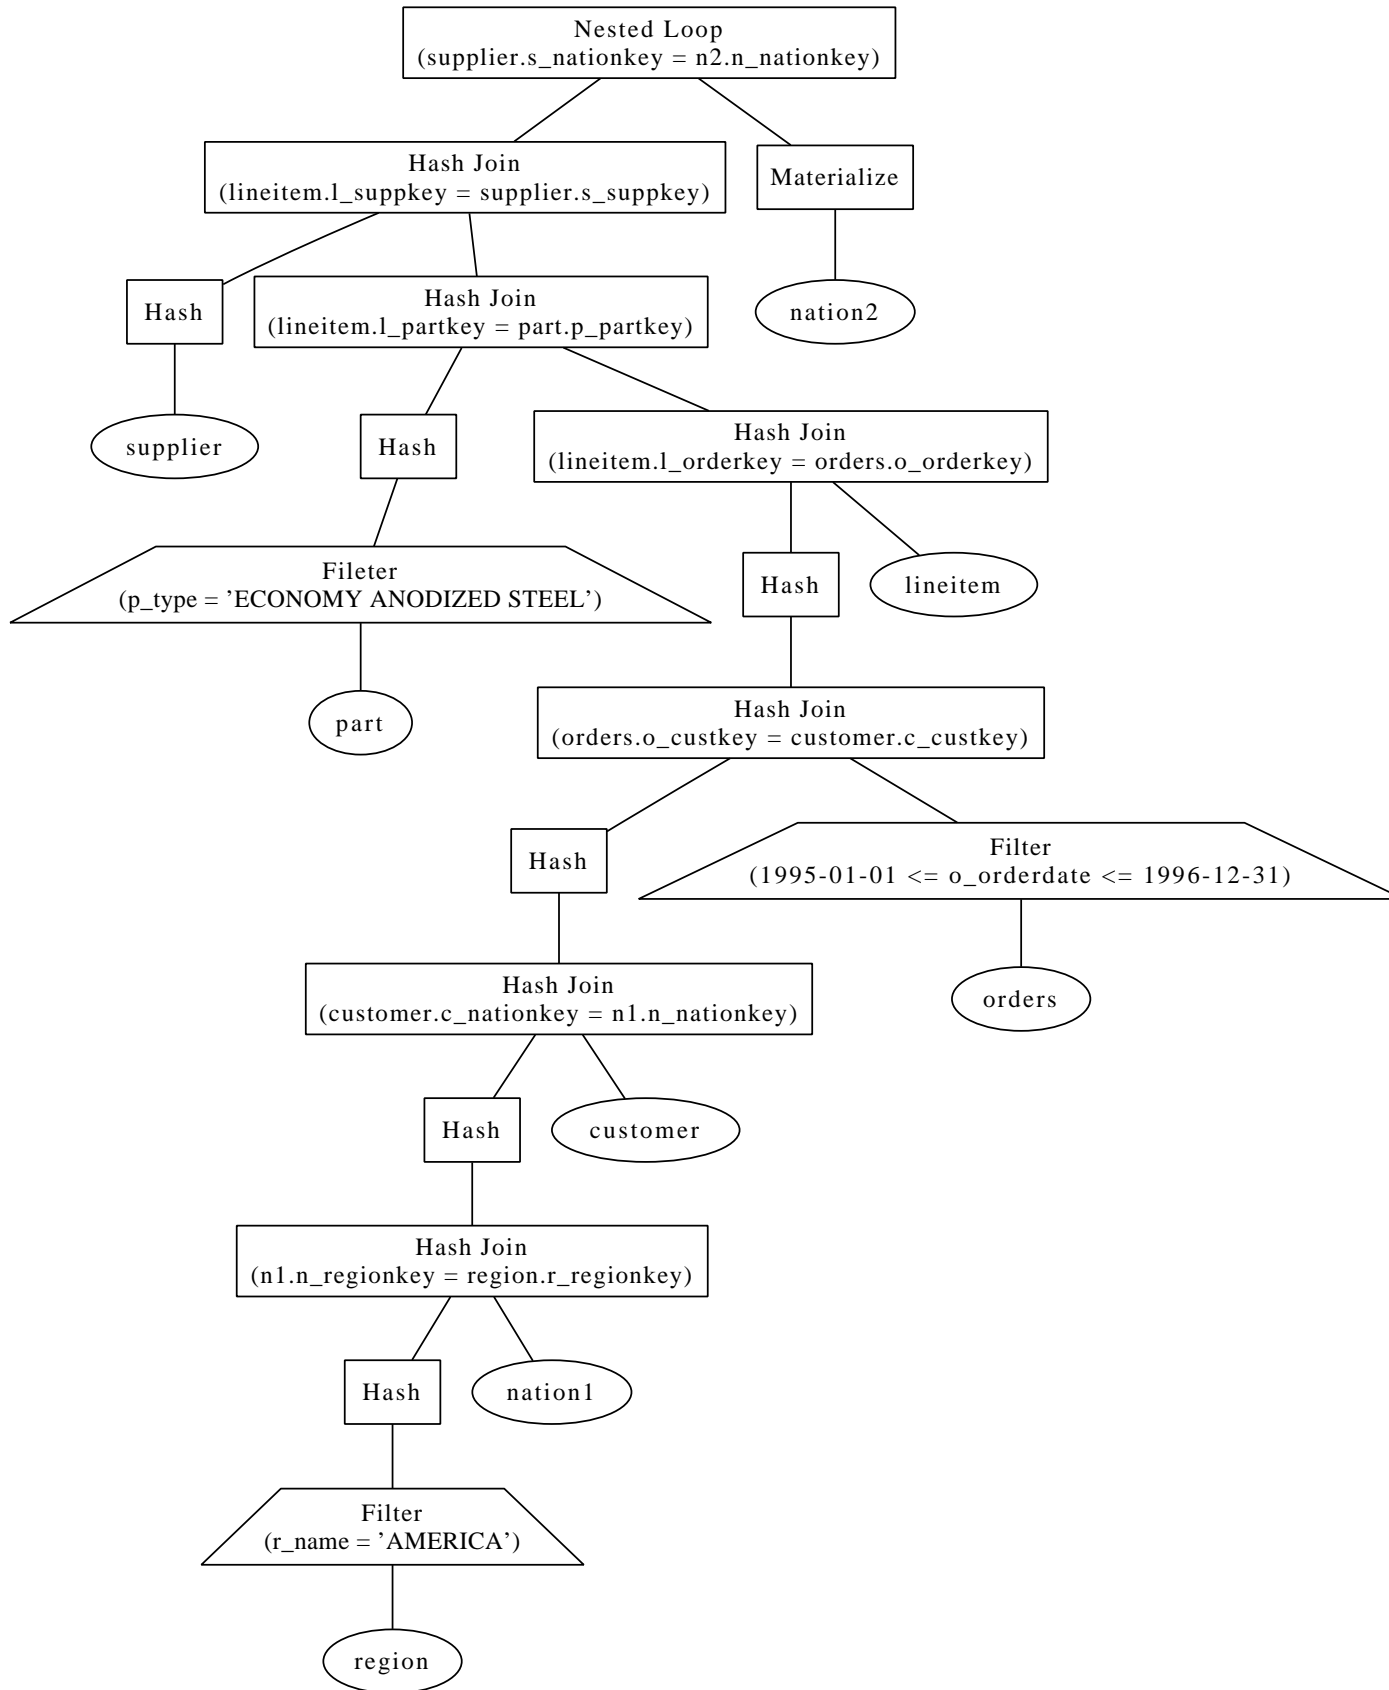 Nested Loop
(supplier.s_nationkey = n2.n_nationkey)
Hash Join
(lineitem.l_suppkey = supplier.s_suppkey)
Materialize
Hash
Hash Join
(lineitem.l_partkey = part.p_partkey)
nation2
supplier
Hash
Hash Join
(lineitem.l_orderkey = orders.o_orderkey)
Fileter
(p_type = ’ECONOMY ANODIZED STEEL’)
Hash
lineitem
part
Hash Join
(orders.o_custkey = customer.c_custkey)
Hash
Filter
(1995-01-01 <= o_orderdate <= 1996-12-31)
Hash Join
(customer.c_nationkey = n1.n_nationkey)
orders
Hash
customer
Hash Join
(n1.n_regionkey = region.r_regionkey)
Hash
nation1
Filter
(r_name = ’AMERICA’)
region